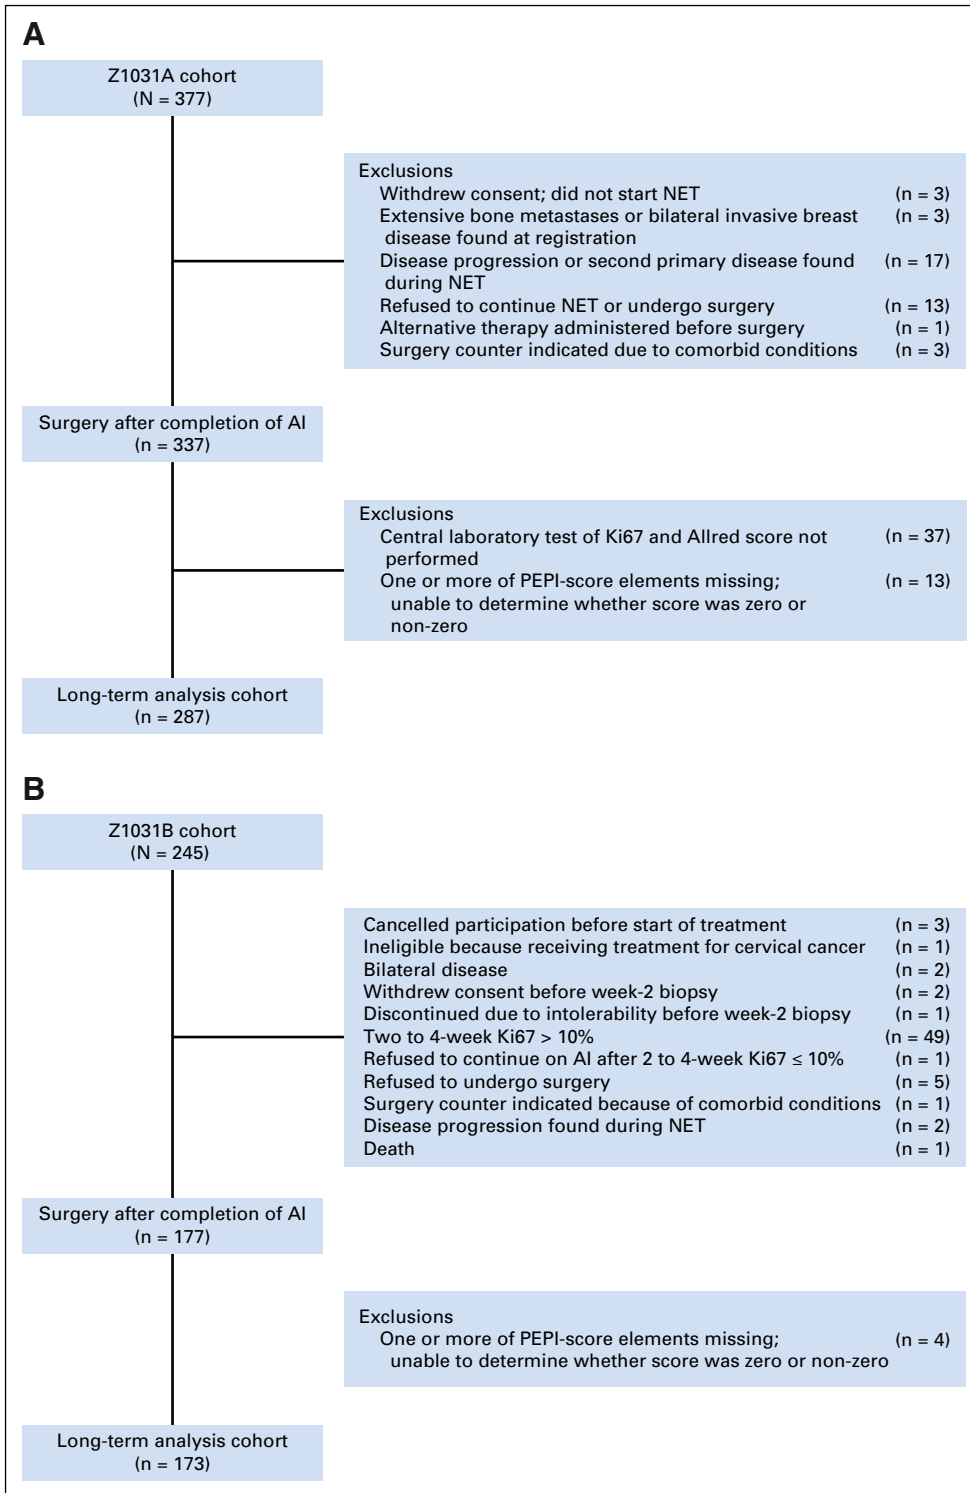 A
Z1031A cohort
(N = 377)
Exclusions
Withdrew consent; did not start NET (n = 3)
Extensive bone metastases or bilateral invasive breast (n = 3)
disease found at registration
Disease progression or second primary disease found (n = 17)
during NET
Refused to continue NET or undergo surgery (n = 13)
Alternative therapy administered before surgery (n = 1)
Surgery counter indicated due to comorbid conditions (n = 3)
Surgery after completion of AI
(n = 337)
Exclusions
Central laboratory test of Ki67 and Allred score not (n = 37)
performed
One or more of PEPI-score elements missing; (n = 13)
unable to determine whether score was zero or
non-zero
Long-term analysis cohort
(n = 287)
B
Z1031B cohort
(N = 245)
Cancelled participation before start of treatment (n = 3)
Ineligible because receiving treatment for cervical cancer (n = 1)
Bilateral disease (n = 2)
Withdrew consent before week-2 biopsy (n = 2)
Discontinued due to intolerability before week-2 biopsy (n = 1)
Two to 4-week Ki67 > 10% (n = 49)
Refused to continue on AI after 2 to 4-week Ki67 ≤ 10% (n = 1)
Refused to undergo surgery (n = 5)
Surgery counter indicated because of comorbid conditions (n = 1)
Disease progression found during NET (n = 2)
Death (n = 1)
Surgery after completion of AI
(n = 177)
Exclusions
One or more of PEPI-score elements missing; (n = 4)
unable to determine whether score was zero or non-zero
Long-term analysis cohort
(n = 173)